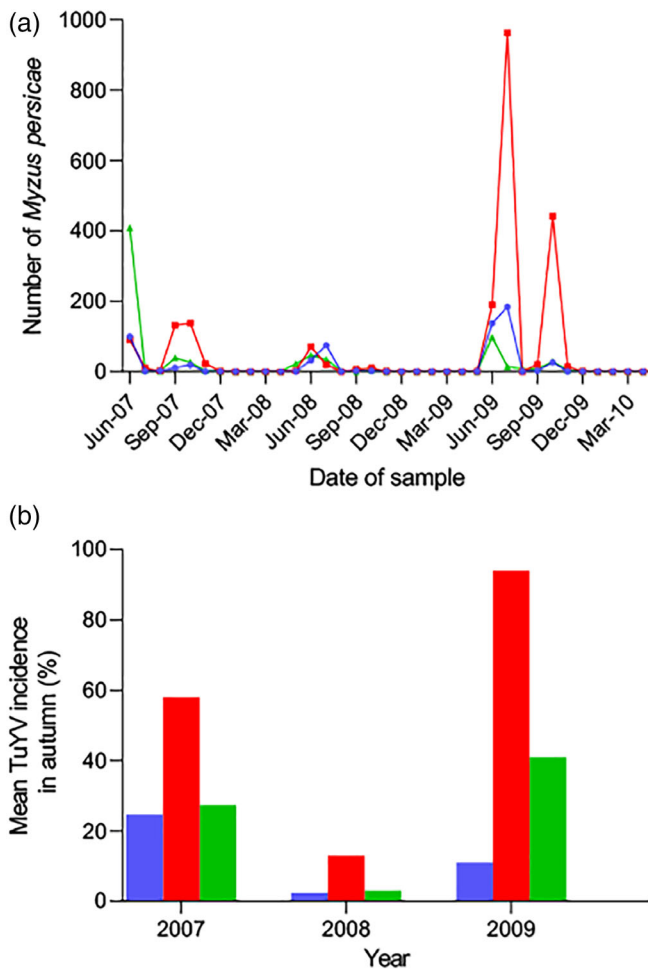 (a)
1000
800
600
400
200
0
Number of Myzus persicae
Jun-07 Sep-07 Dec-07 Mar-08 Jun-08 Sep-08 Dec-08 Mar-09 Jun-09 Sep-09 Dec-09 Mar-10
Date of sample
(b)
100
80
60
40
20
0
Mean TuYV incidence
in autumn (%)
2007 2008 2009
Year